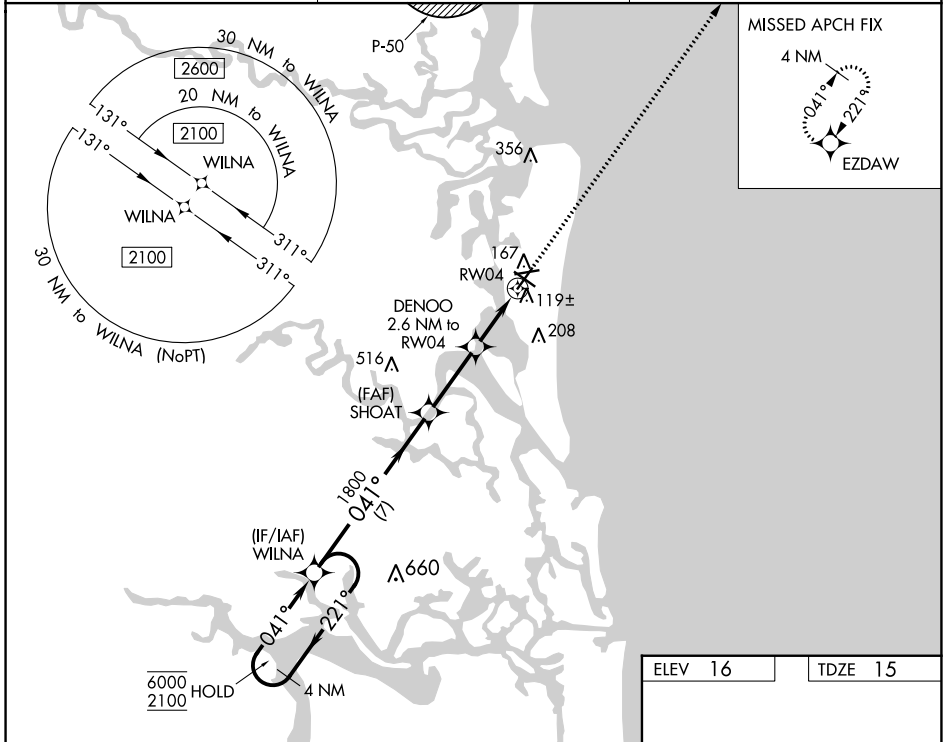 P-50
MISSED APCH FIX
4 NM
041°
221°
EZDAW
30 NM to WILNA
2600
20 NM to WILNA
2100
131°
131°
WILNA
WILNA
2100
311°
311°
30 NM to WILNA (NoPT)
356
167
RW04
119±
208
DENOO
2.6 NM to
RW04
516
(FAF)
SHOAT
1800
041°
(7)
(IF/IAF)
WILNA
660
041°
221°
6000
2100
HOLD
4 NM
ELEV 16
TDZE 15